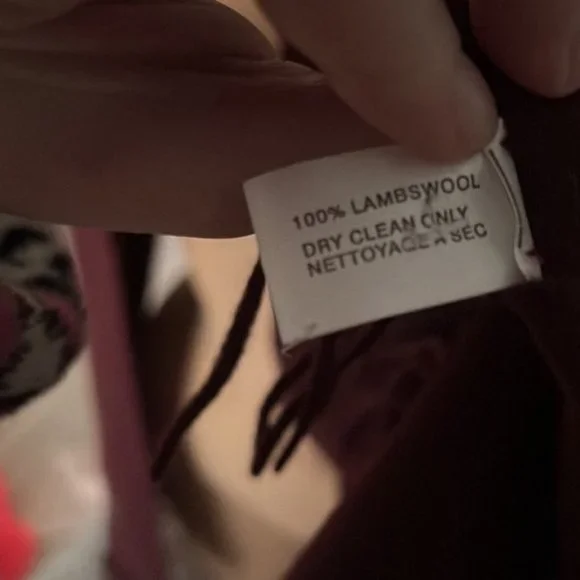 100% LAMBSWOOL
DRY CLEAN ONLY
NETTOYAGE A SEC